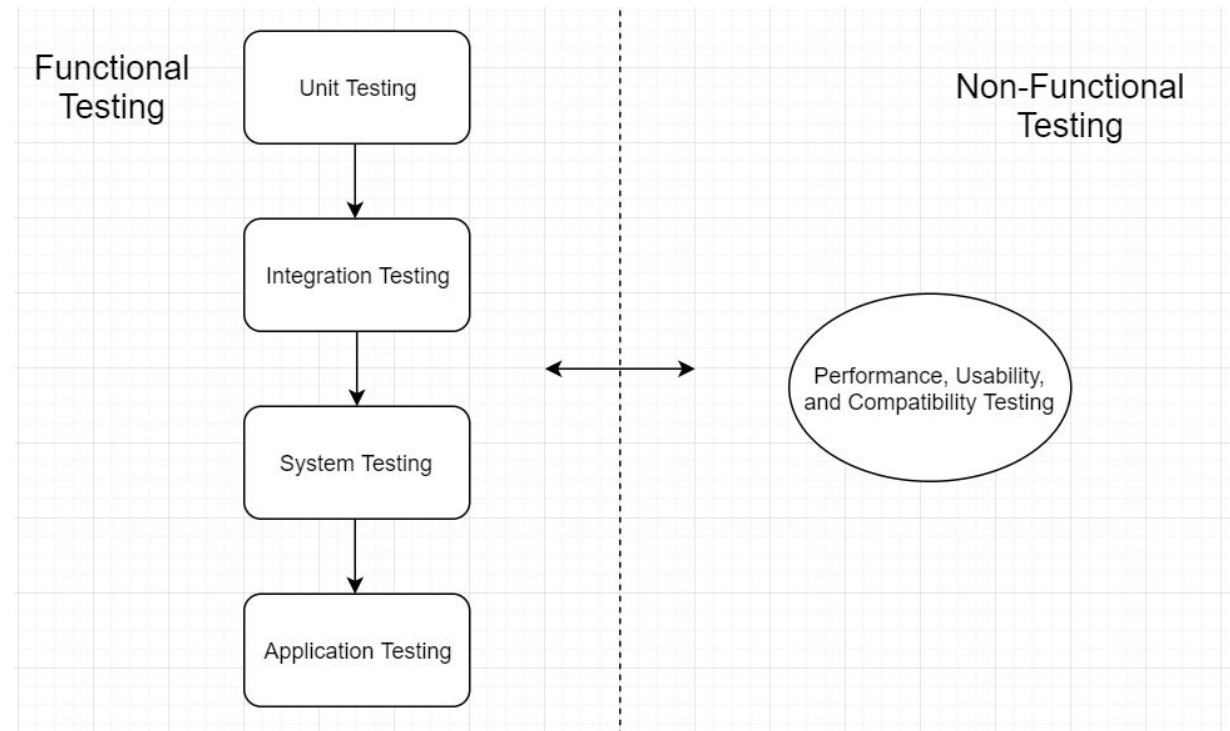 Functional
Testing
Unit Testing
Non-Functional
Testing
Integration Testing
Performance, Usability,
and Compatibility Testing
System Testing
Application Testing